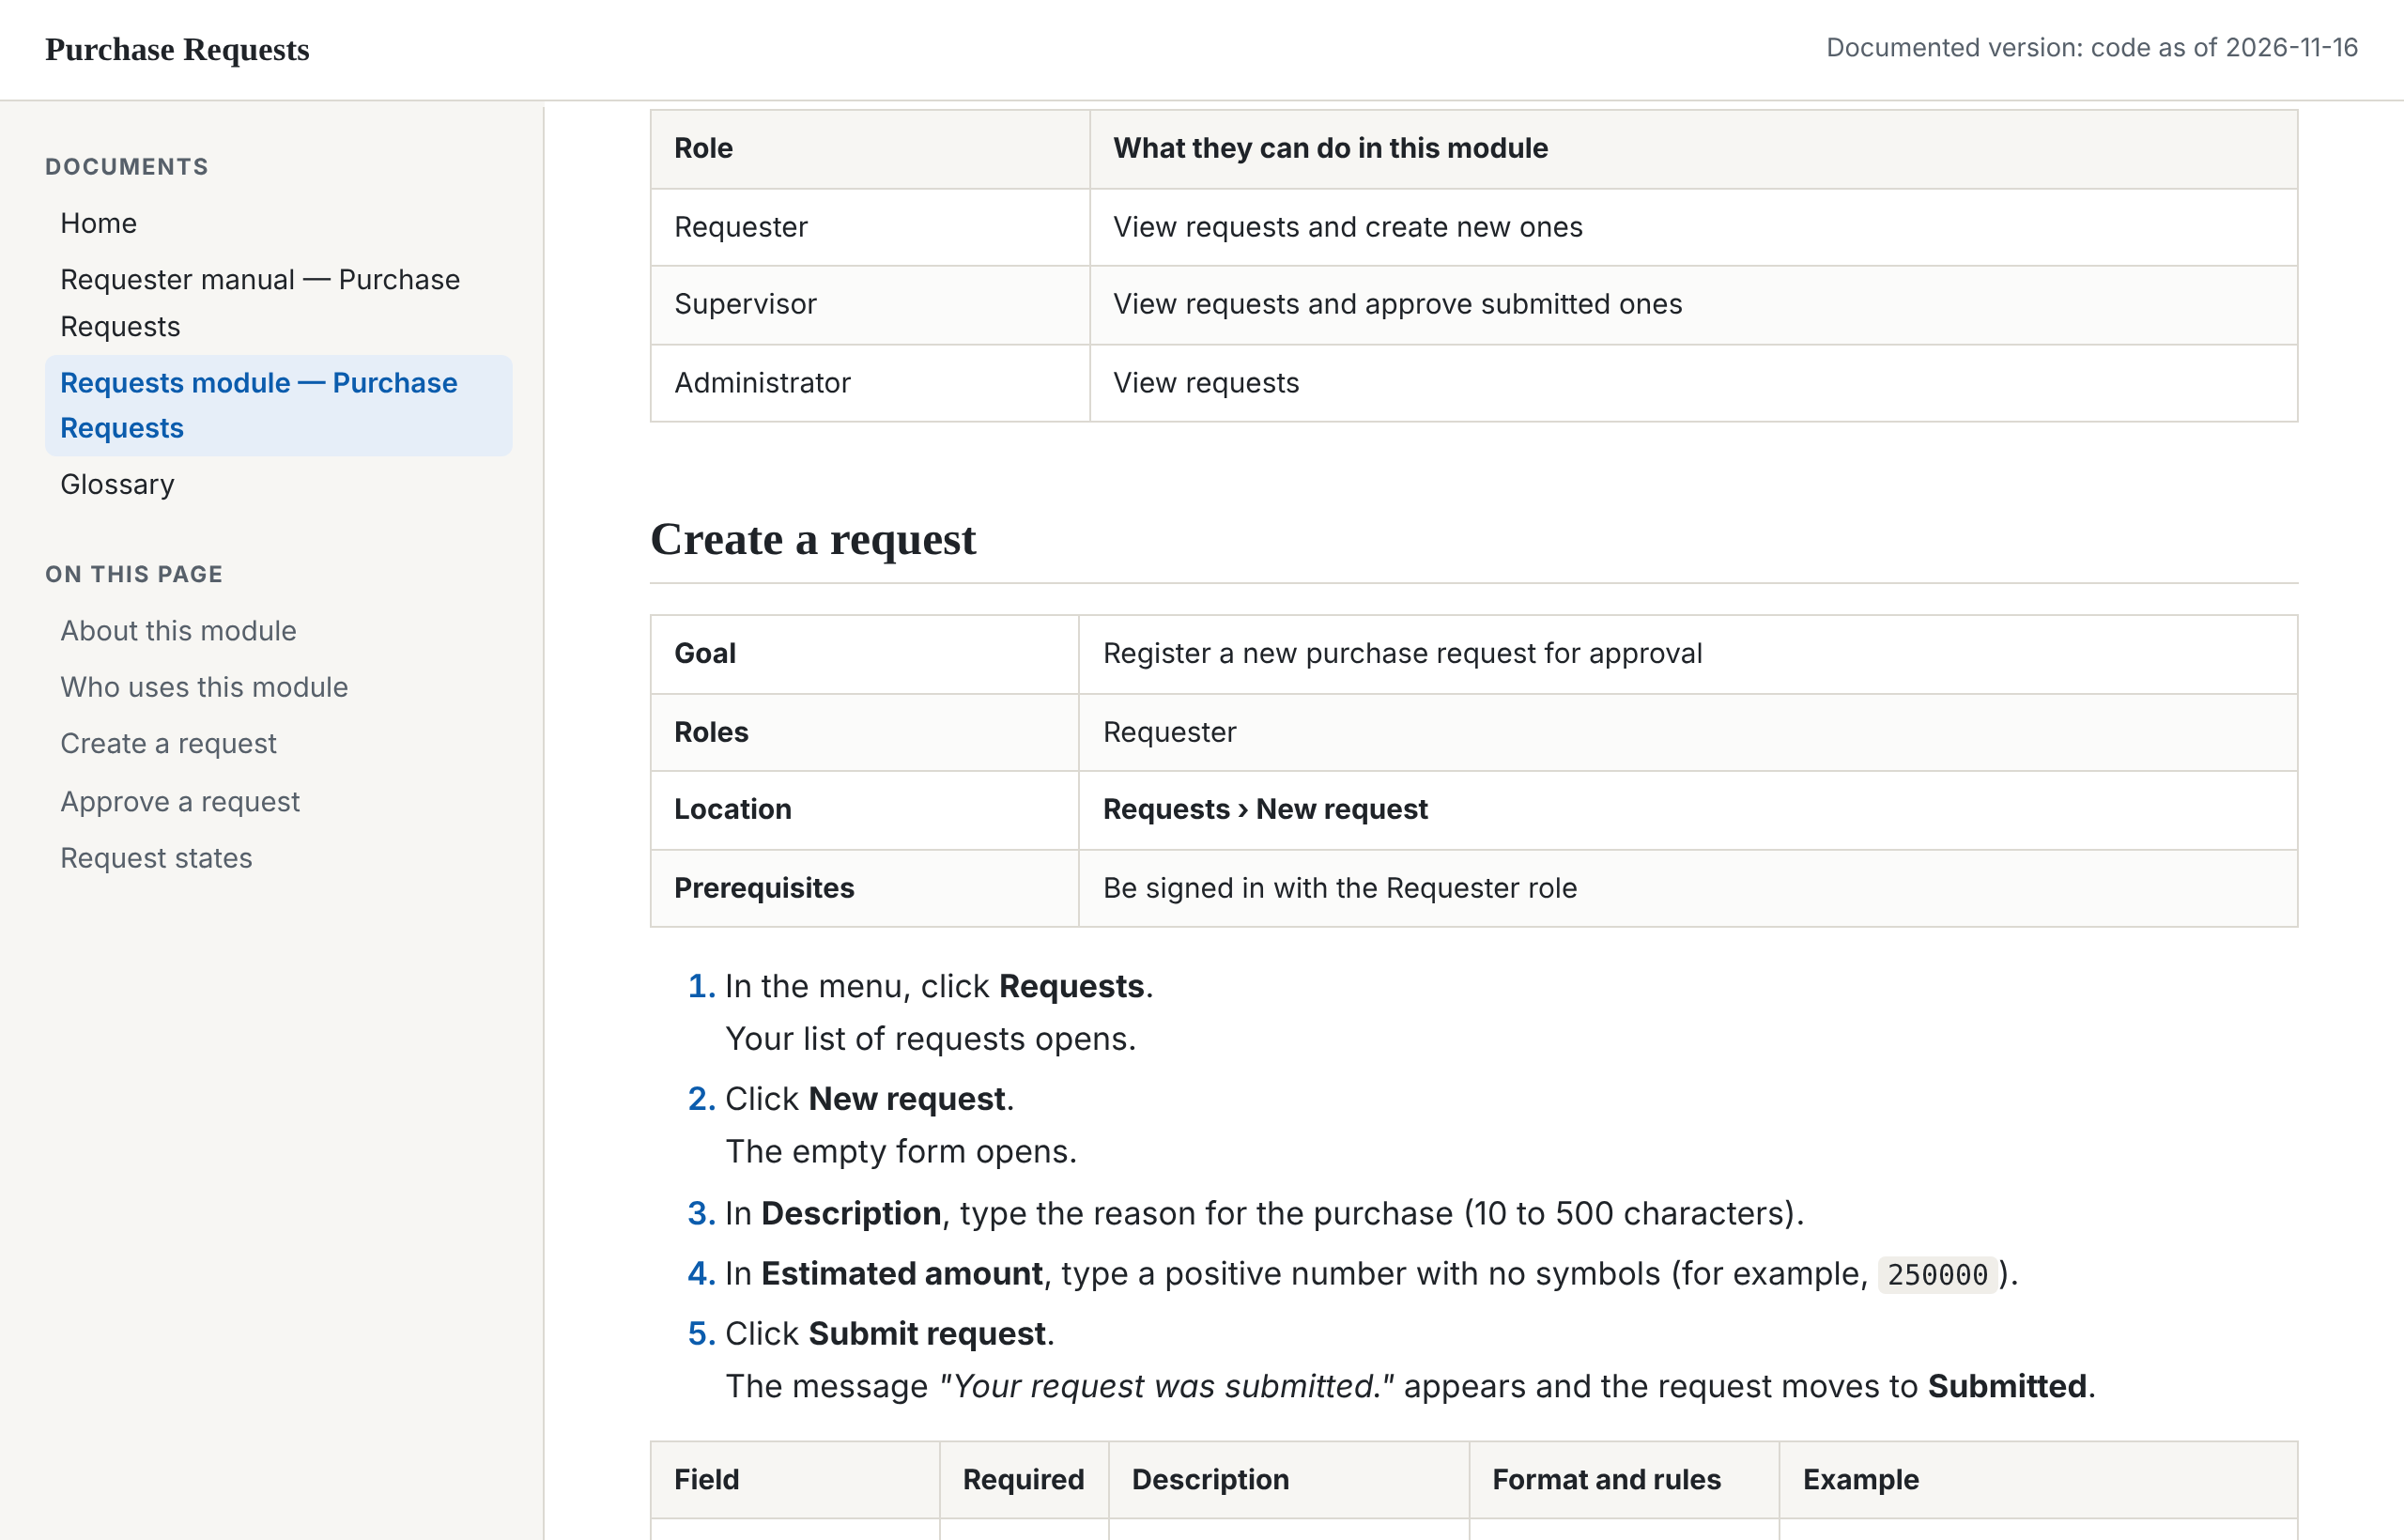 Purchase Requests
Documented version: code as of 2026-11-16
DOCUMENTS
Home
Requester manual — Purchase
Requests
Requests module — Purchase
Requests
Glossary
ON THIS PAGE
About this module
Who uses this module
Create a request
Approve a request
Request states
Role What they can do in this module
Requester View requests and create new ones
Supervisor View requests and approve submitted ones
Administrator View requests
Create a request
Goal Register a new purchase request for approval
Roles Requester
Location Requests › New request
Prerequisites Be signed in with the Requester role
1. In the menu, click Requests.
Your list of requests opens.
2. Click New request.
The empty form opens.
3. In Description, type the reason for the purchase (10 to 500 characters).
4. In Estimated amount, type a positive number with no symbols (for example, 250000).
5. Click Submit request.
The message "Your request was submitted." appears and the request moves to Submitted.
Field Required Description Format and rules Example